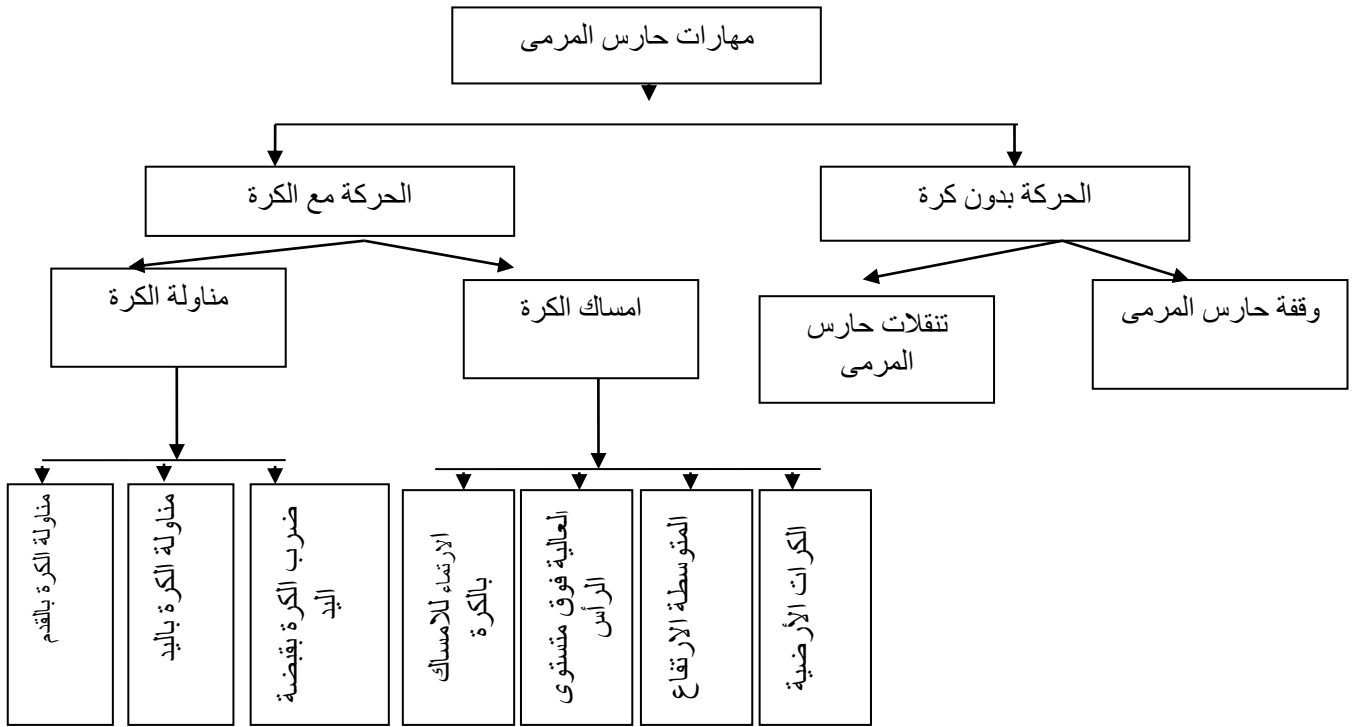 مهارات حارس المرمى
الحركة بدون كرة
الحركة مع الكرة
وقفة حارس المرمى
تنقلات حارس
المرمى
امساك الكرة
مناولة الكرة
الكرات الأرضية
المتوسطة الارتفاع
العالية فوق متستوى
الرأس
الارتماء للامساك
بالكرة
ضرب الكرة بقبضة
اليد
مناولة الكرة باليد
مناولة الكرة بالقدم